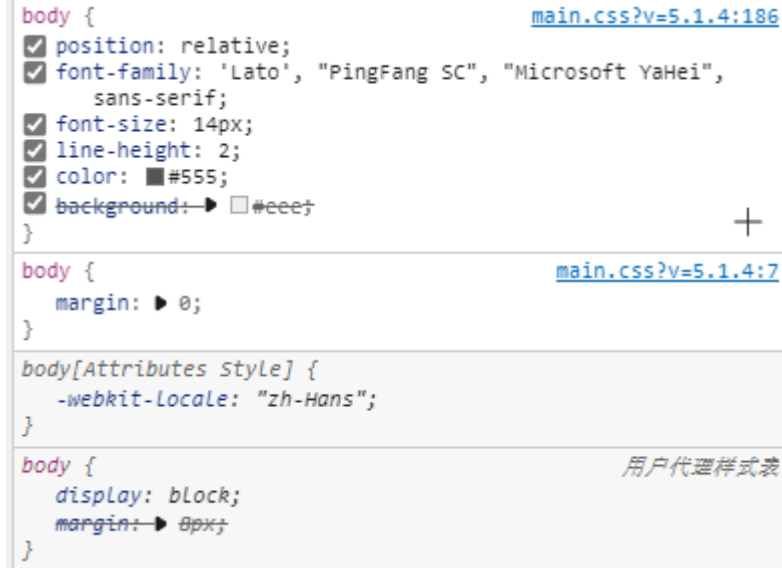 body {
main.css?v=5.1.4:186
position: relative;
font-family: 'Lato', "PingFang SC", "Microsoft YaHei",
sans-serif;
font-size: 14px;
line-height: 2;
color: #555;
background: #eee;
}
body {
main.css?v=5.1.4:7
margin: 0;
}
body[Attributes Style] {
-webkit-locale: "zh-Hans";
}
body {
用户代理样式表
display: block;
margin: 8px;
}